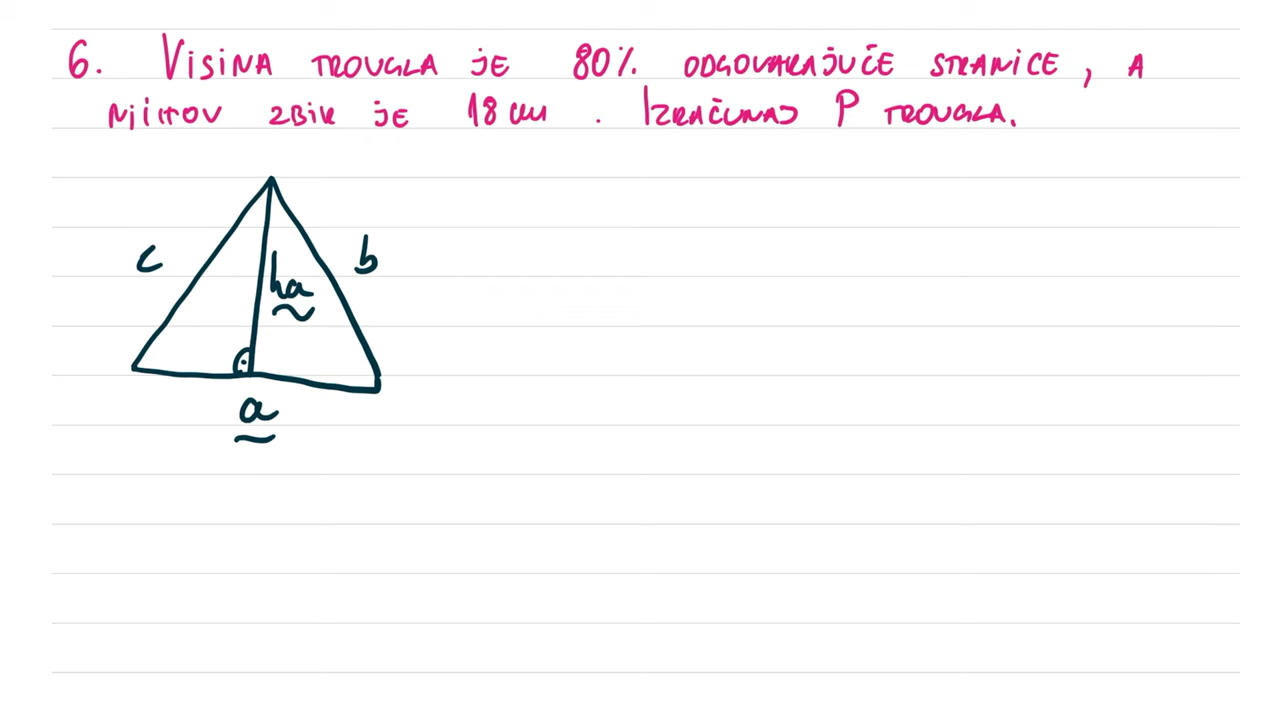 6. VISINA TROUGLA JE 80% ODGOVARAJUĆE STRANICE, A
NJIHOV ZBIR JE 18 cm. IZRAČUNAJ P TROUGLA.
c
b
ha
a